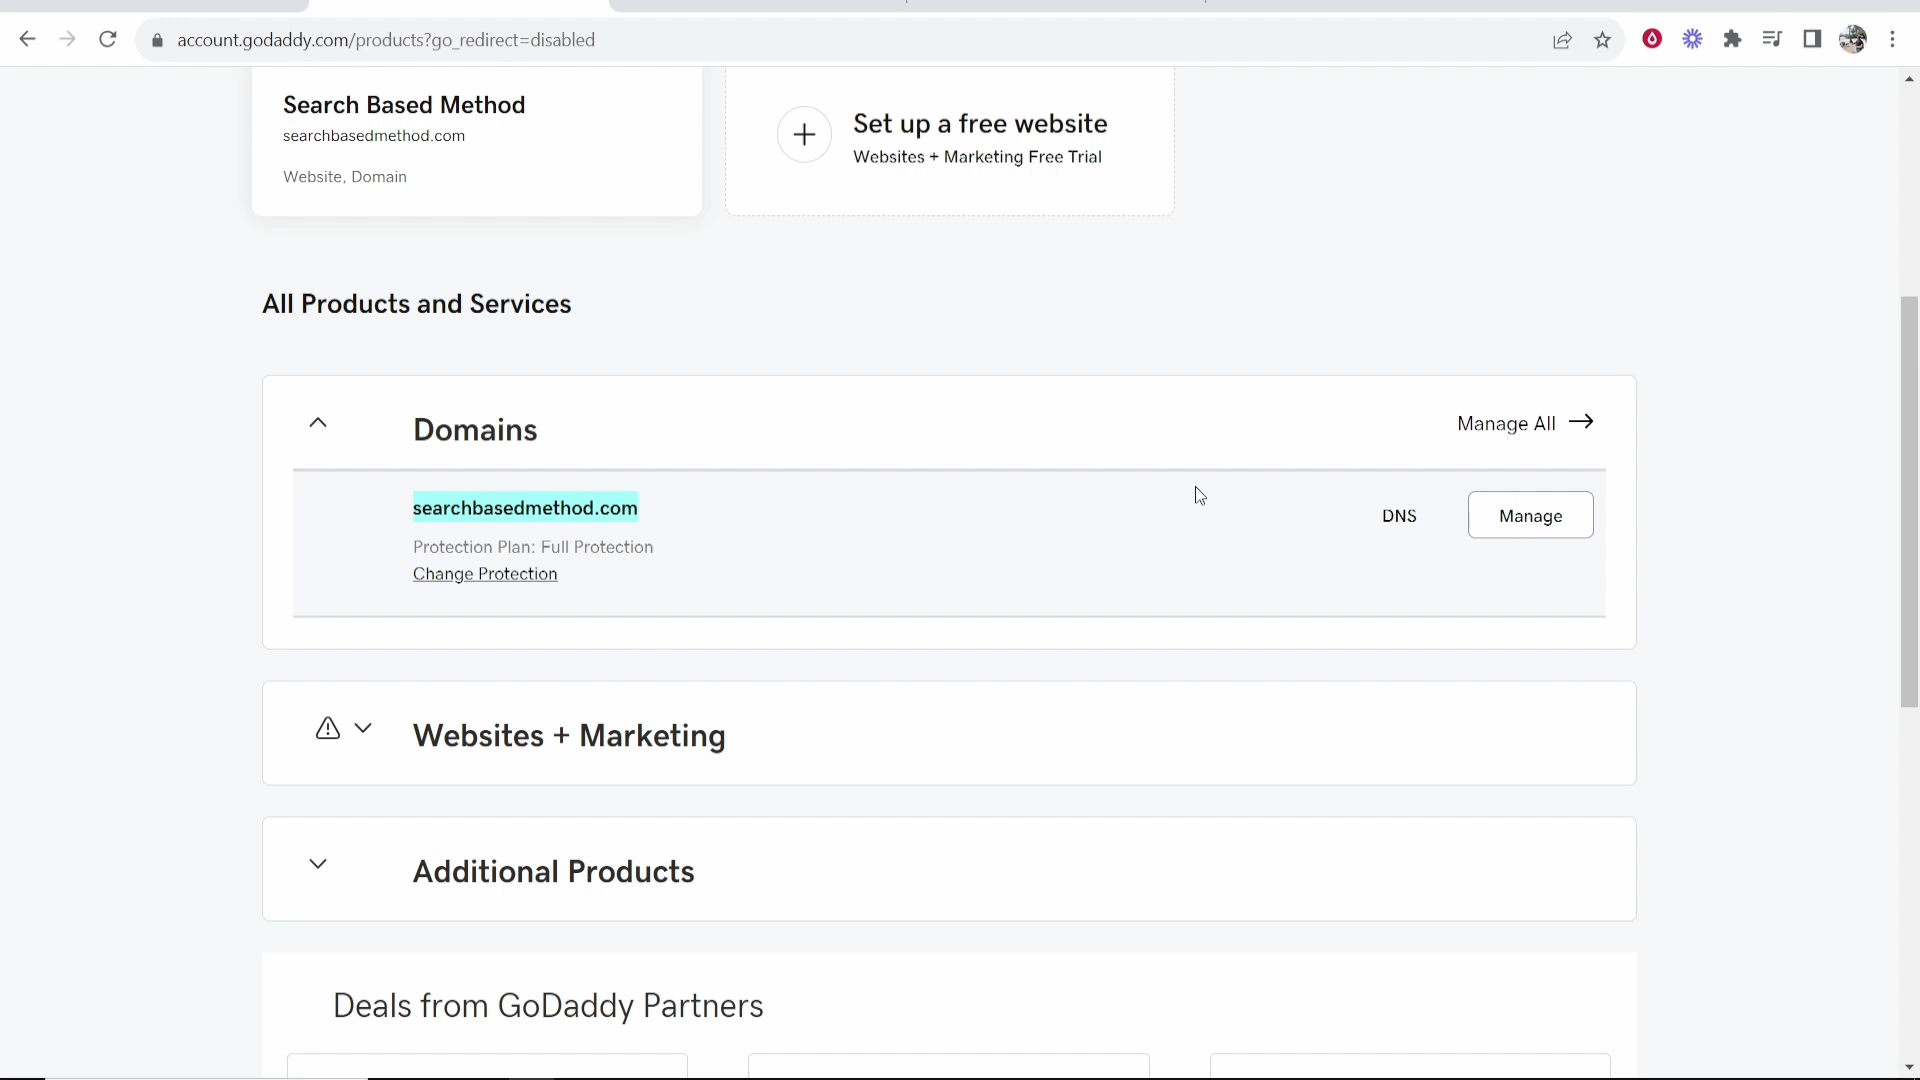 account.godaddy.com/products?go_redirect=disabled
Search Based Method
searchbasedmethod.com
Website, Domain
Set up a free website
Websites + Marketing Free Trial
All Products and Services
Domains
Manage All
searchbasedmethod.com
DNS
Manage
Protection Plan: Full Protection
Change Protection
Websites + Marketing
Additional Products
Deals from GoDaddy Partners